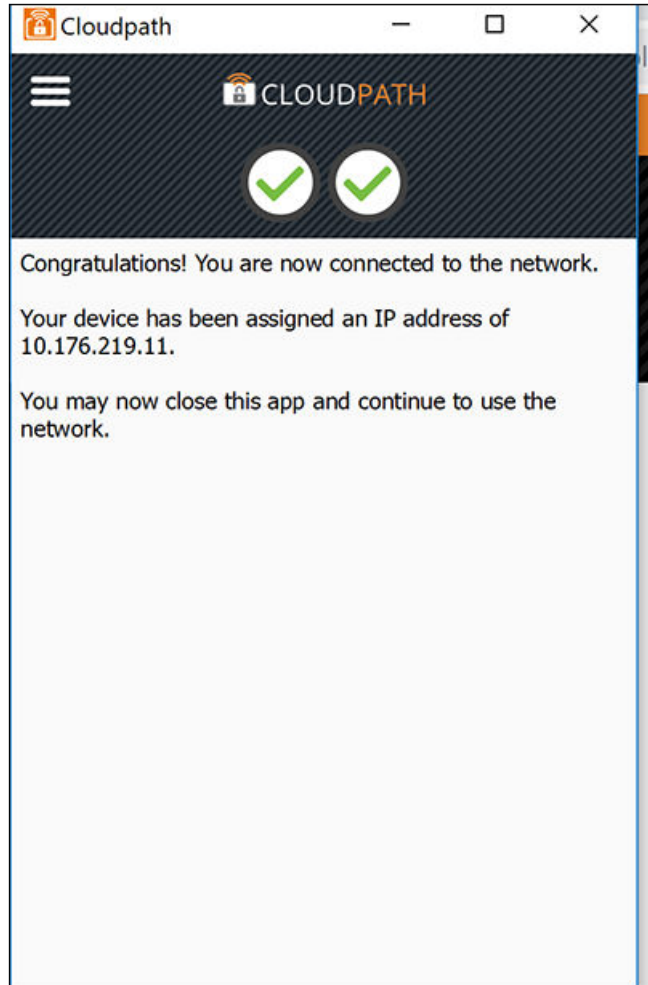 Cloudpath
CLOUDPATH
Congratulations! You are now connected to the network.
Your device has been assigned an IP address of
10.176.219.11.
You may now close this app and continue to use the
network.